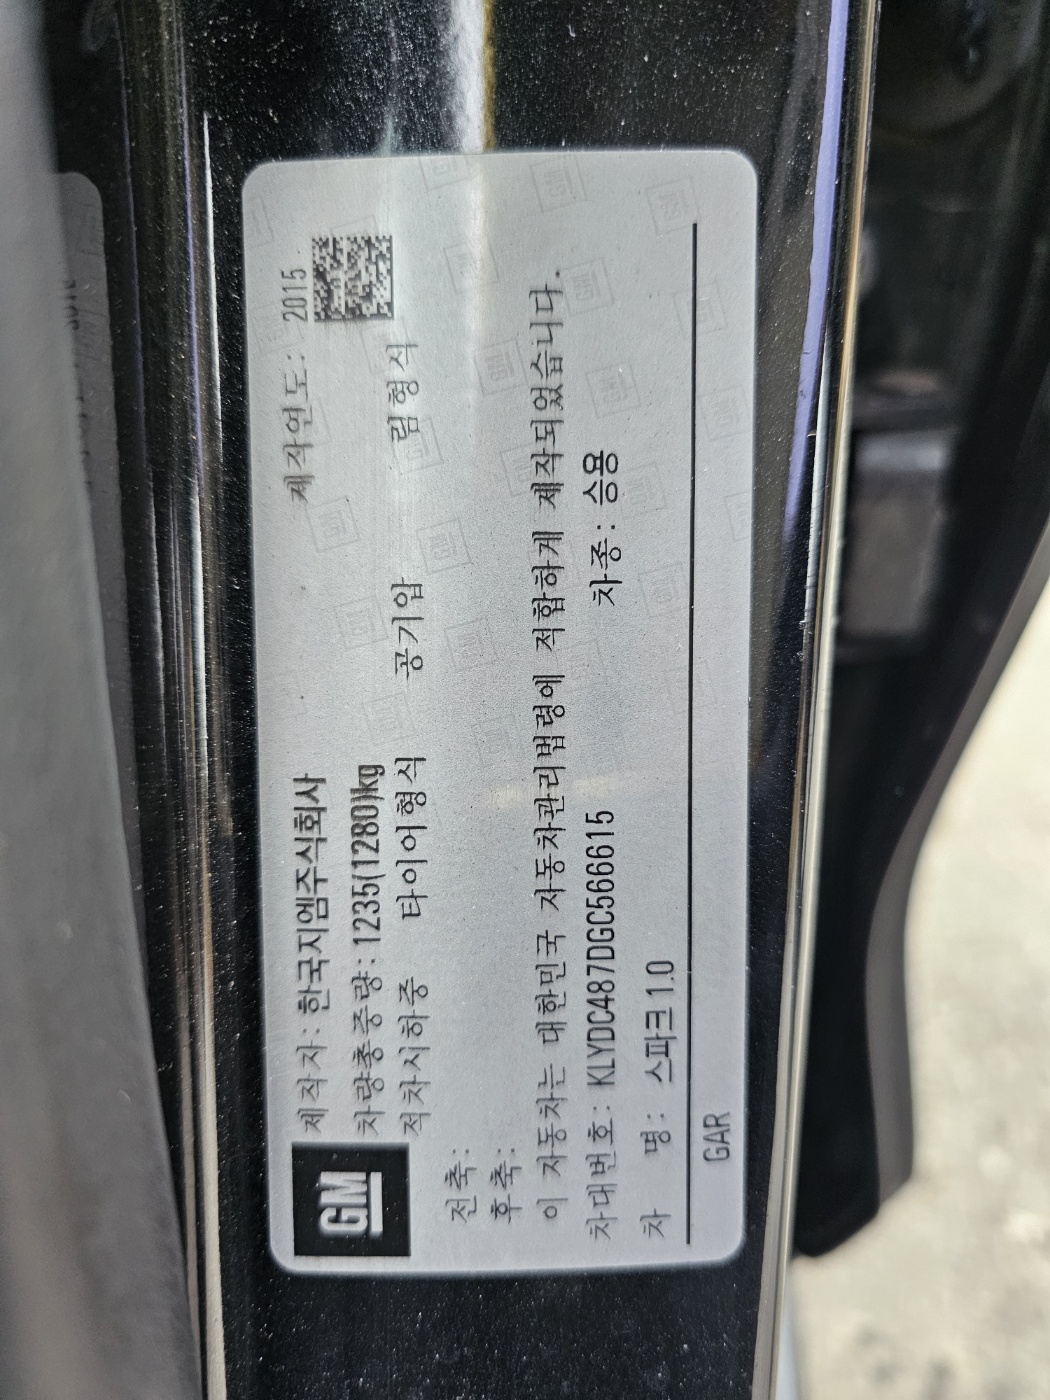 GM
제작자: 한국지엠주식회사 제작연도: 2015
차량총중량: 1235(1280)kg
적차시하중 타이어형식 공기압 림형식
전축:
후축:
이 자동차는 대한민국 자동차관리법령에 적합하게 제작되었습니다.
차대번호: KLYDC487DGC566615 차종: 승용
차 명: 스파크 1.0
GAR